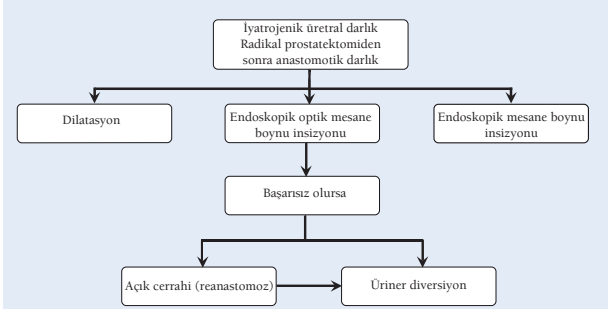 İyatrojenik üretral darlık
Radikal prostatektomiden
sonra anastomotik darlık
Dilatasyon
Endoskopik optik mesane
boynu insizyonu
Endoskopik mesane boynu
insizyonu
Başarısız olursa
Açık cerrahi (reanastomoz)
Üriner diversiyon